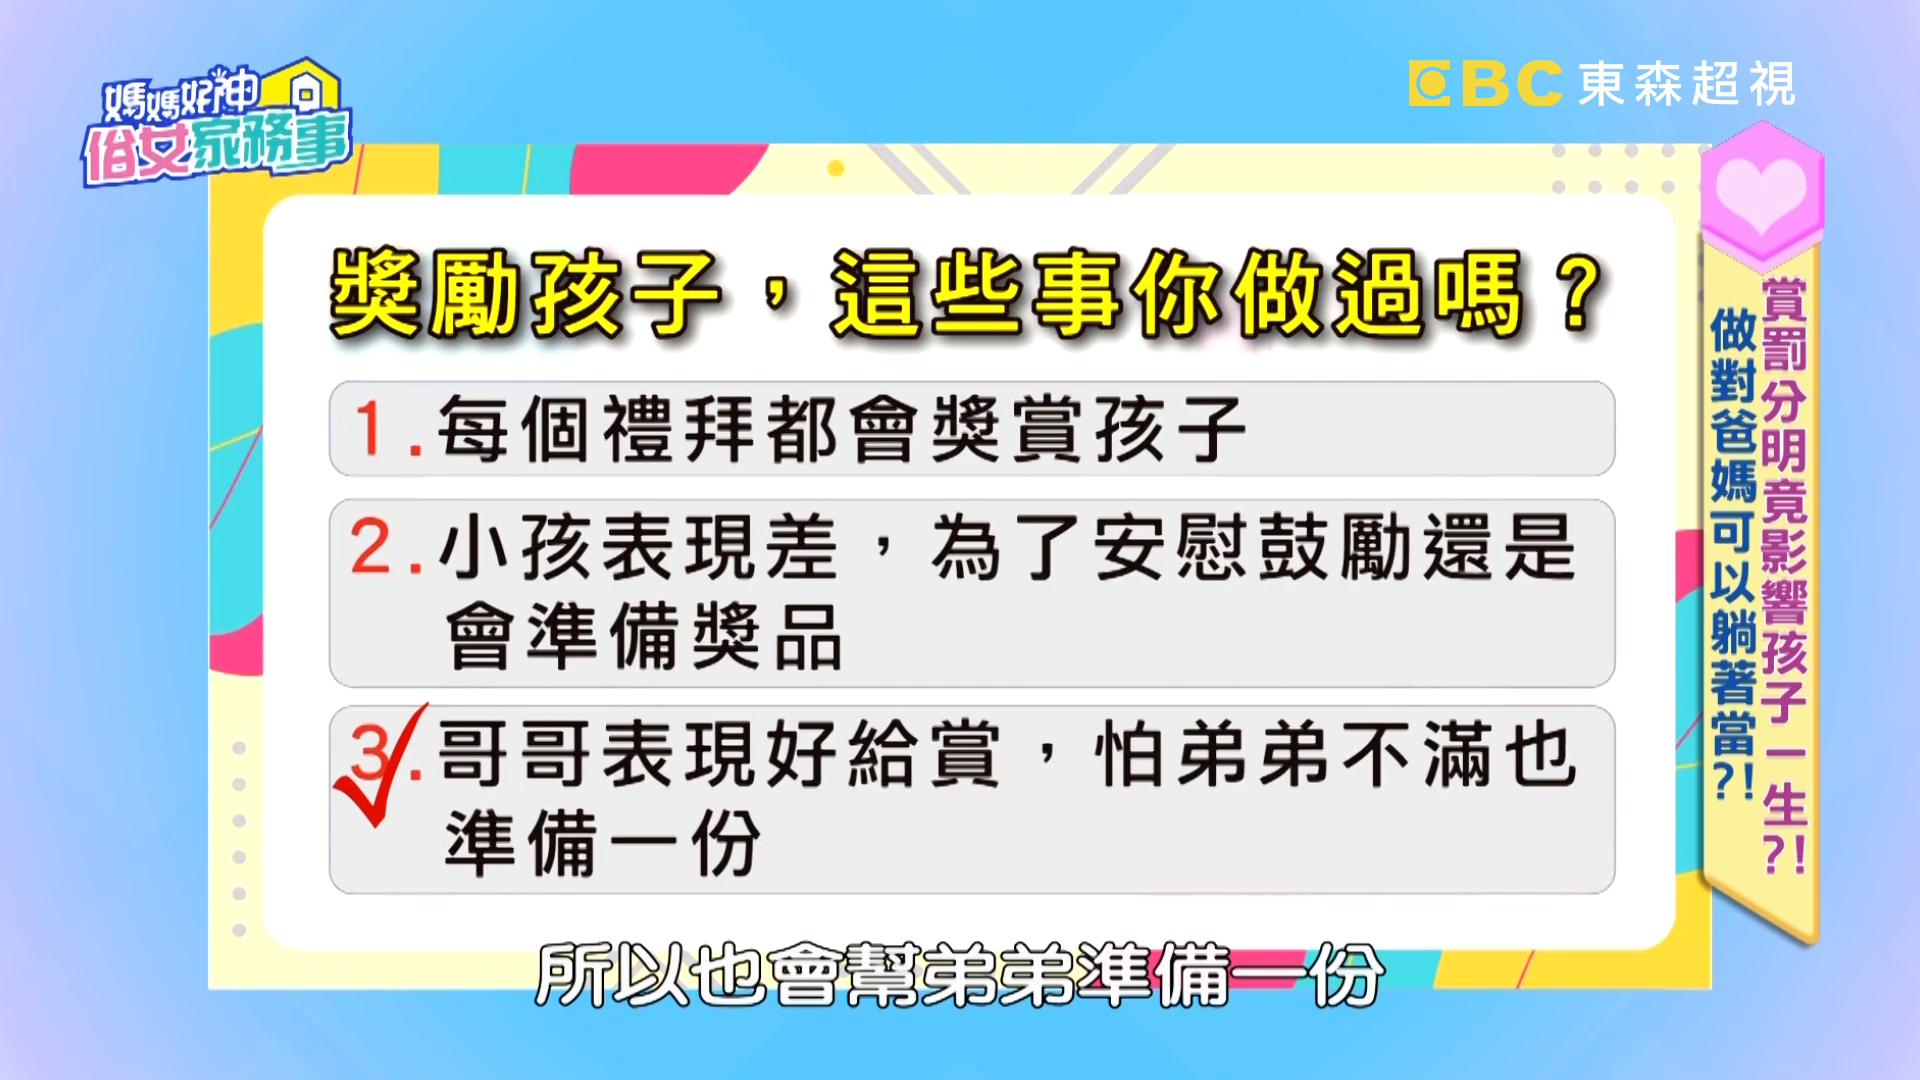 媽媽好神
俗女家務事
EBC 東森超視
獎勵孩子，這些事你做過嗎？
1.每個禮拜都會獎賞孩子
2.小孩表現差，為了安慰鼓勵還是
會準備獎品
3.哥哥表現好給賞，怕弟弟不滿也
準備一份
賞罰分明竟影響孩子一生?!
做對爸媽可以躺著當?!
所以也會幫弟弟準備一份